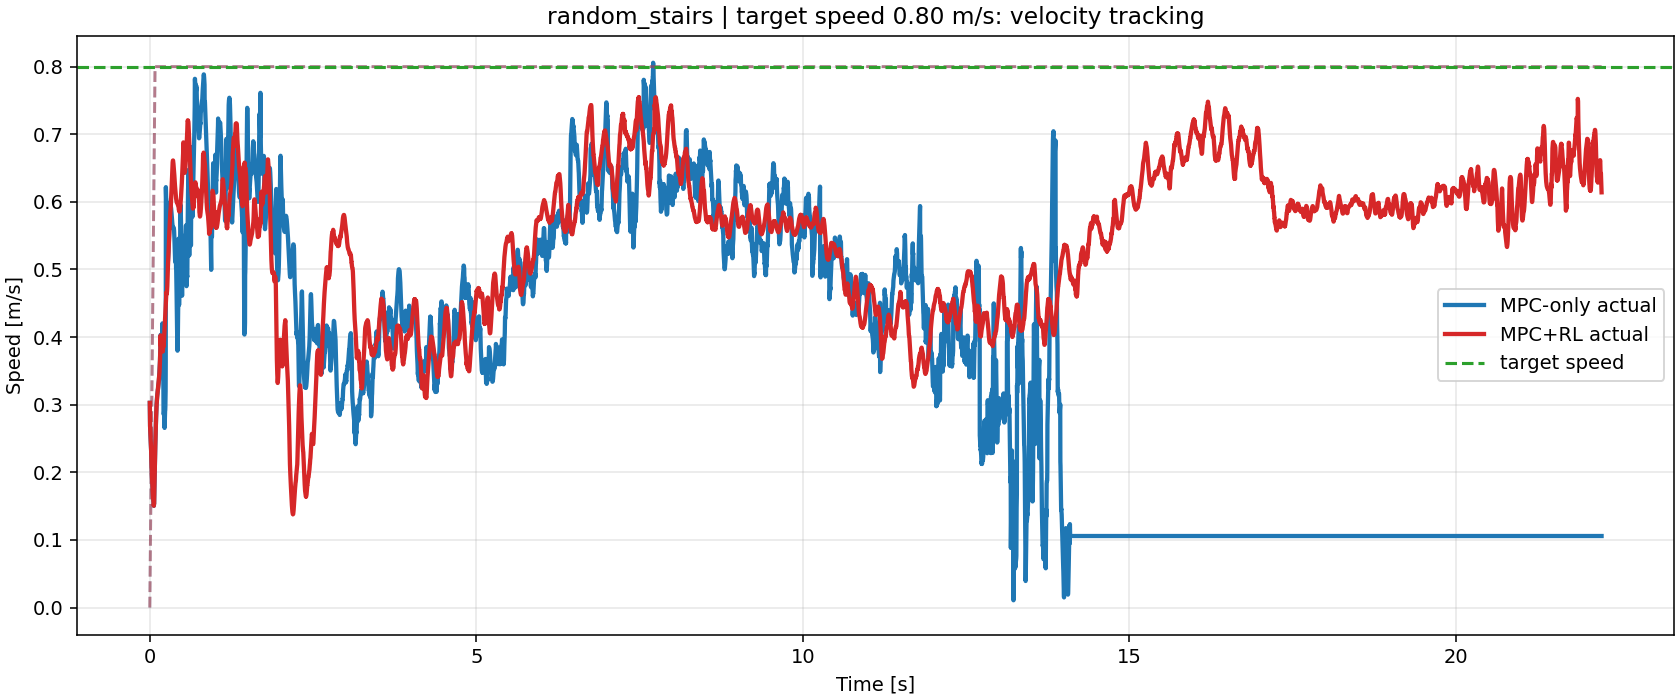 random_stairs | target speed 0.80 m/s: velocity tracking
Speed [m/s]
0.8
0.7
0.6
0.5
0.4
0.3
0.2
0.1
0.0
MPC-only actual
MPC+RL actual
target speed
0 5 10 15 20
Time [s]